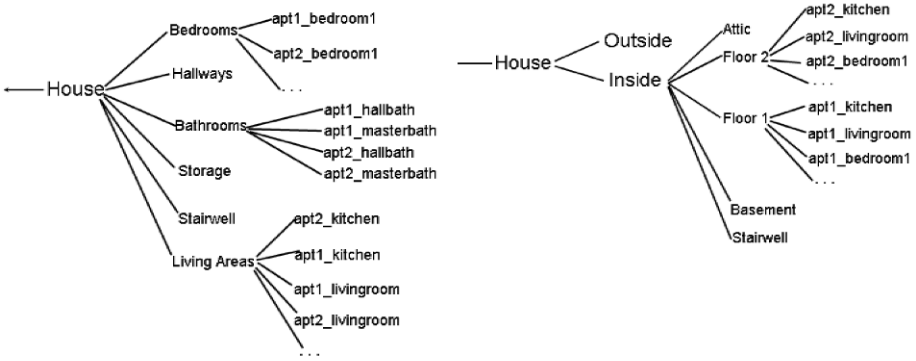 House
Bedrooms
apt1_bedroom1
apt2_bedroom1
. . .
Hallways
Bathrooms
apt1_hallbath
apt1_masterbath
apt2_hallbath
apt2_masterbath
Storage
Stairwell
Living Areas
apt2_kitchen
apt1_kitchen
apt1_livingroom
apt2_livingroom
. . .
House
Outside
Inside
Attic
Floor 2
apt2_kitchen
apt2_livingroom
apt2_bedroom1
. . .
Floor 1
apt1_kitchen
apt1_livingroom
apt1_bedroom1
. . .
Basement
Stairwell